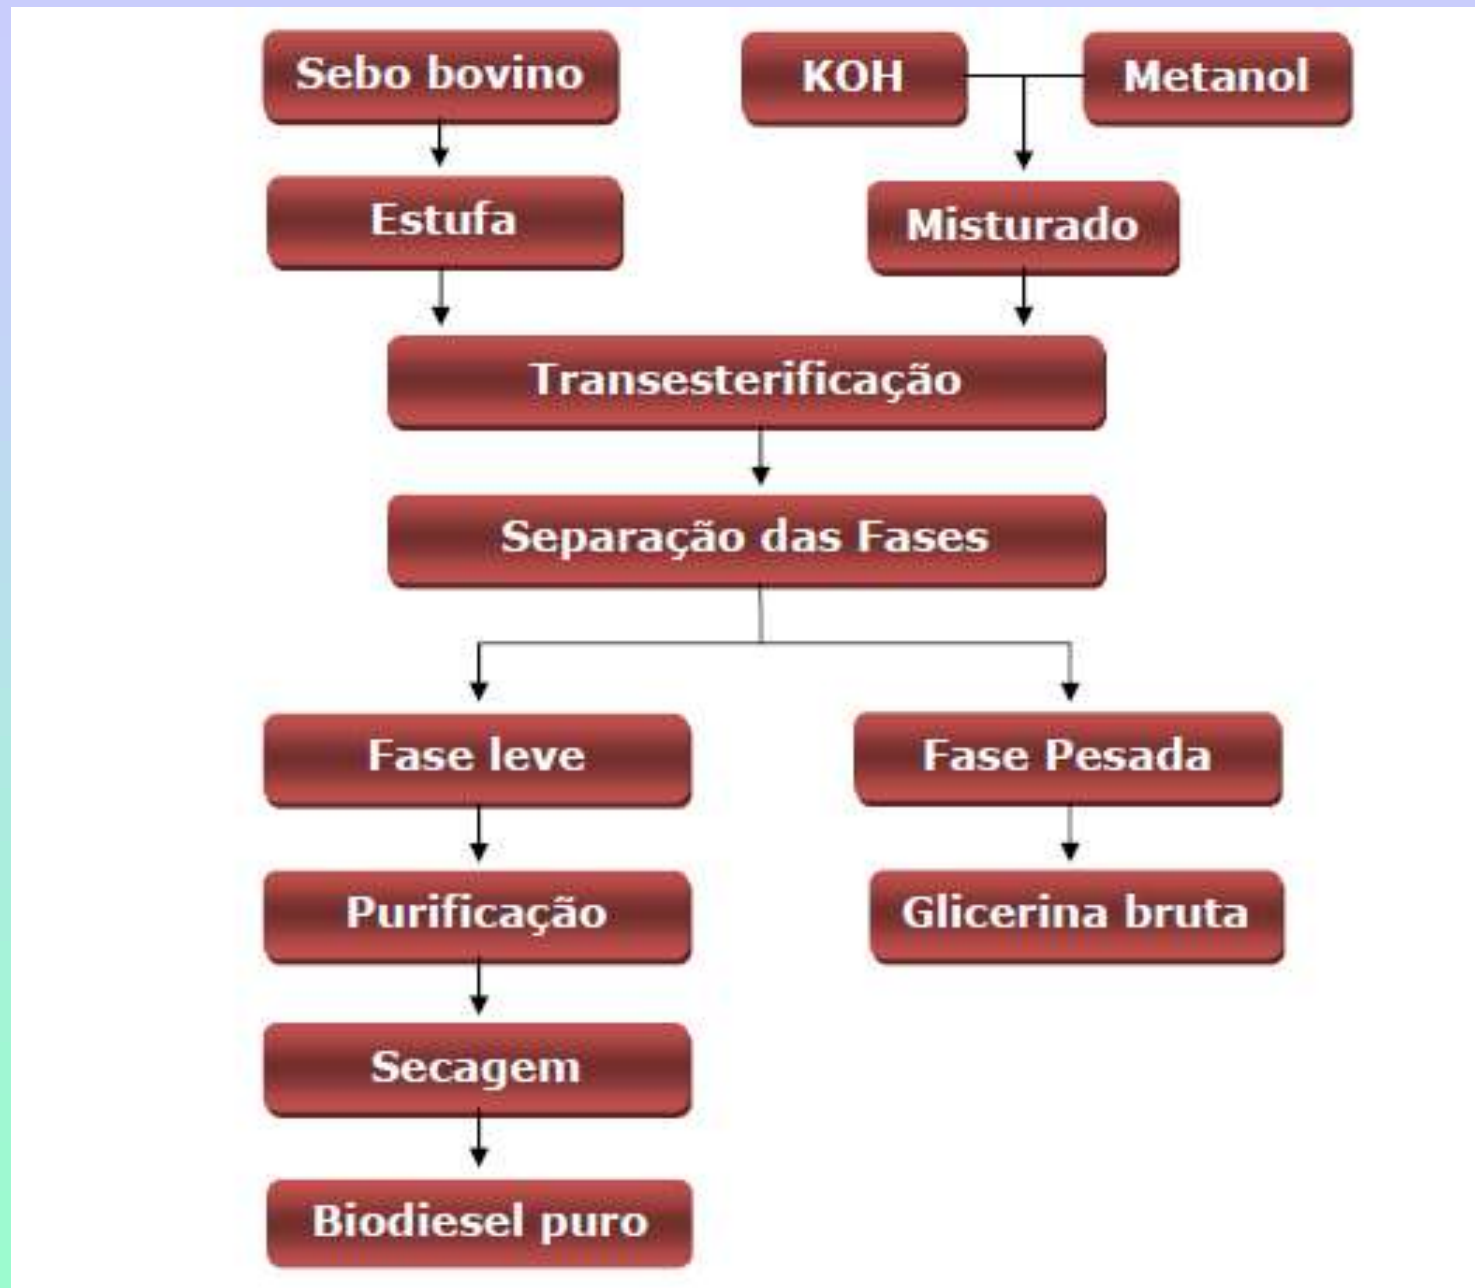 Sebo bovino
KOH
Metanol
Estufa
Misturado
Transesterificação
Separação das Fases
Fase leve
Fase Pesada
Purificação
Glicerina bruta
Secagem
Biodiesel puro